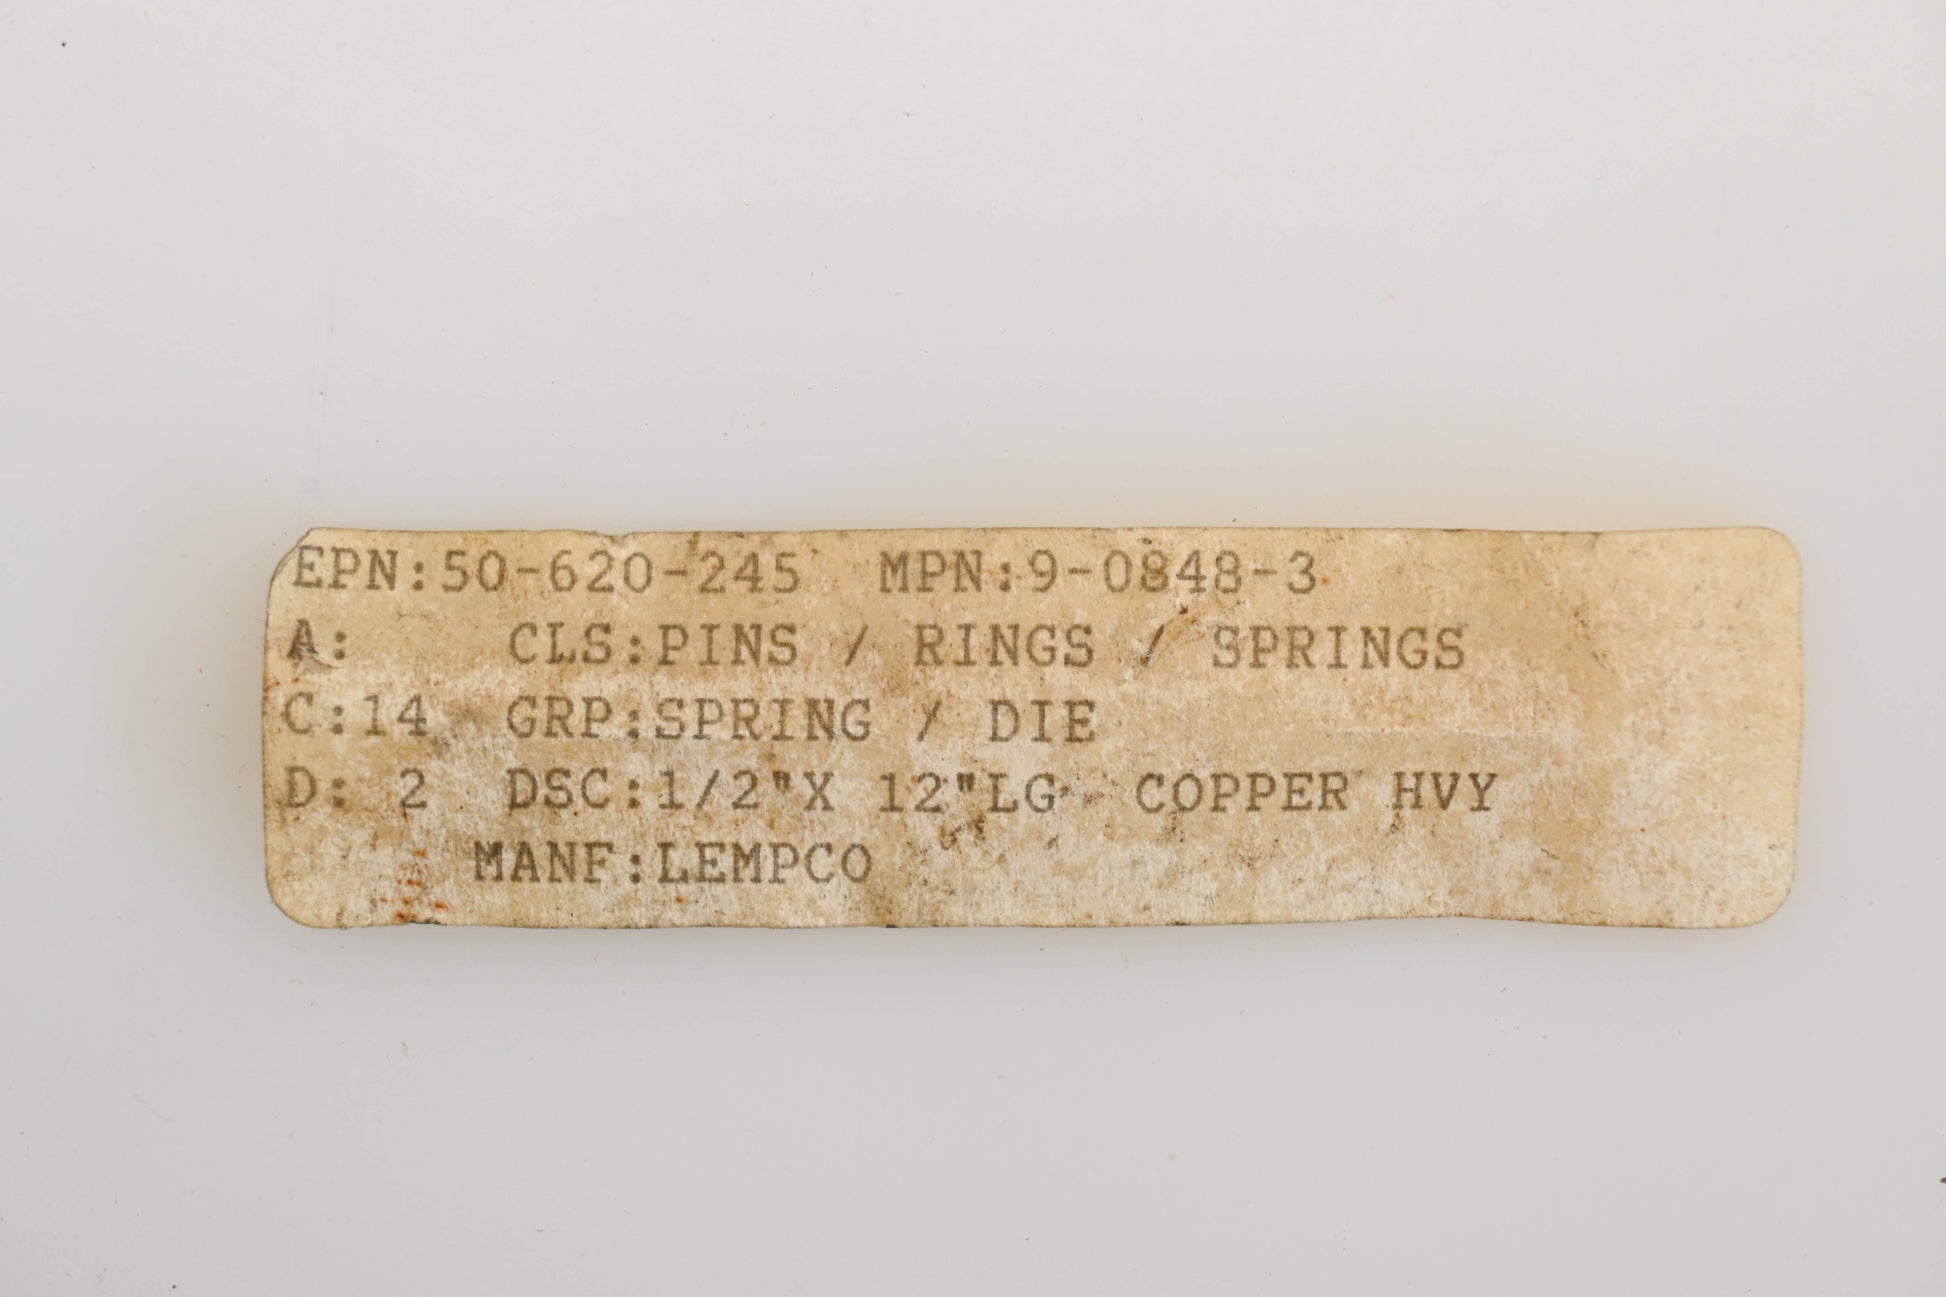 EPN:50-620-245  MPN:9-0848-3
A:    CLS:PINS / RINGS / SPRINGS
C:14  GRP:SPRING / DIE
D: 2  DSC:1/2"X 12"LG  COPPER HVY
MANF:LEMPCO